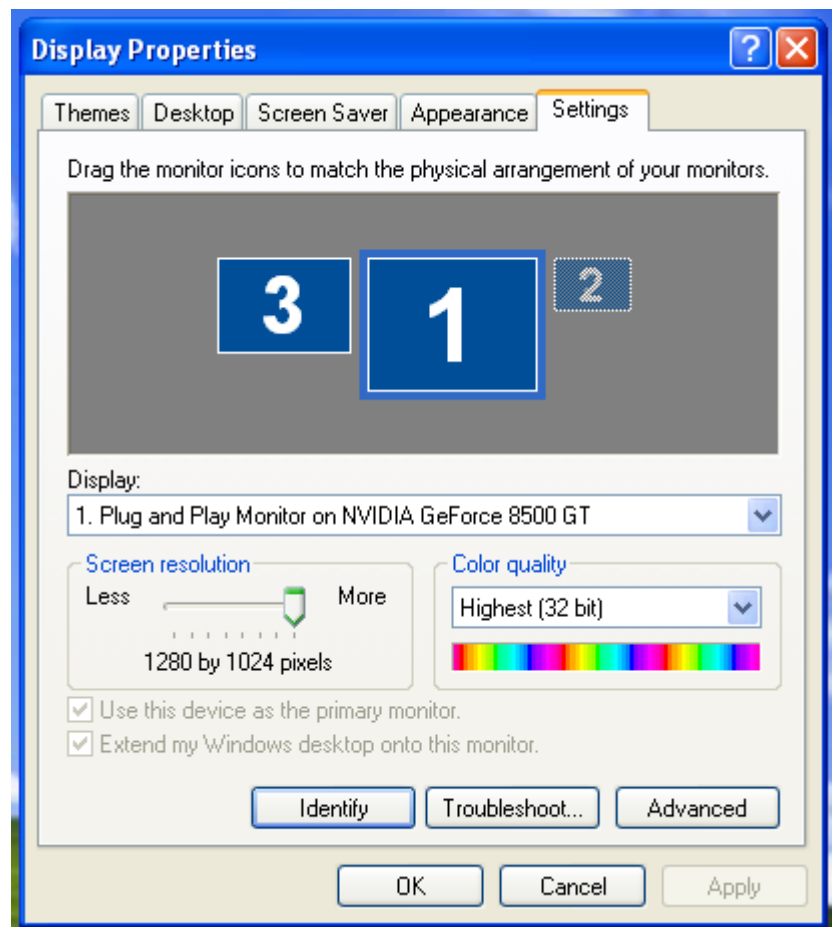 Display Properties
?
Themes Desktop Screen Saver Appearance Settings
Drag the monitor icons to match the physical arrangement of your monitors.
3 1 2
Display:
1. Plug and Play Monitor on NVIDIA GeForce 8500 GT
Screen resolution Color quality
Less More Highest (32 bit)
1280 by 1024 pixels
Use this device as the primary monitor.
Extend my Windows desktop onto this monitor.
Identify Troubleshoot... Advanced
OK Cancel Apply